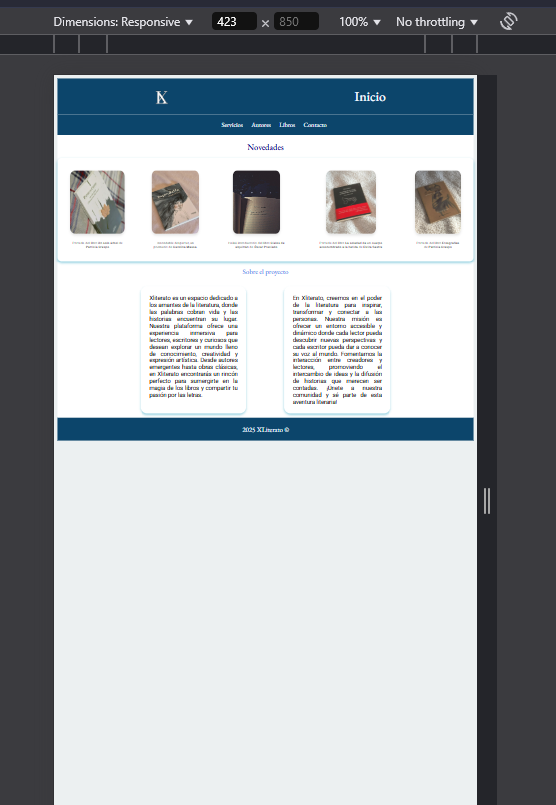 Dimensions: Responsive
423 × 850
100%
No throttling
Inicio
Servicios Autores Libros Contacto
Novedades
Sobre el proyecto
Xliterato es un espacio dedicado a
los amantes de la literatura, donde
las palabras cobran vida y las
historias encuentran su lugar.
Nuestra plataforma ofrece una
experiencia inmersiva para
lectores, escritores y curiosos que
desean explorar un mundo lleno
de conocimiento, creatividad y
expresión artística. Desde autores
emergentes hasta obras clásicas,
en Xliterato encontrarás un rincón
perfecto para sumergirte en la
magia de los libros y compartir tu
pasión por las letras.
En Xliterato, creemos en el poder
de la literatura para inspirar,
transformar y conectar a las
personas. Nuestra misión es
ofrecer un entorno accesible y
dinámico donde cada lector pueda
descubrir nuevas perspectivas y
cada escritor pueda dar a conocer
su voz al mundo. Fomentamos la
interacción entre creadores y
lectores, promoviendo el
intercambio de ideas y la difusión
de historias que merecen ser
contadas. ¡Únete a nuestra
comunidad y sé parte de esta
aventura literaria!
2025 XLiterato ©